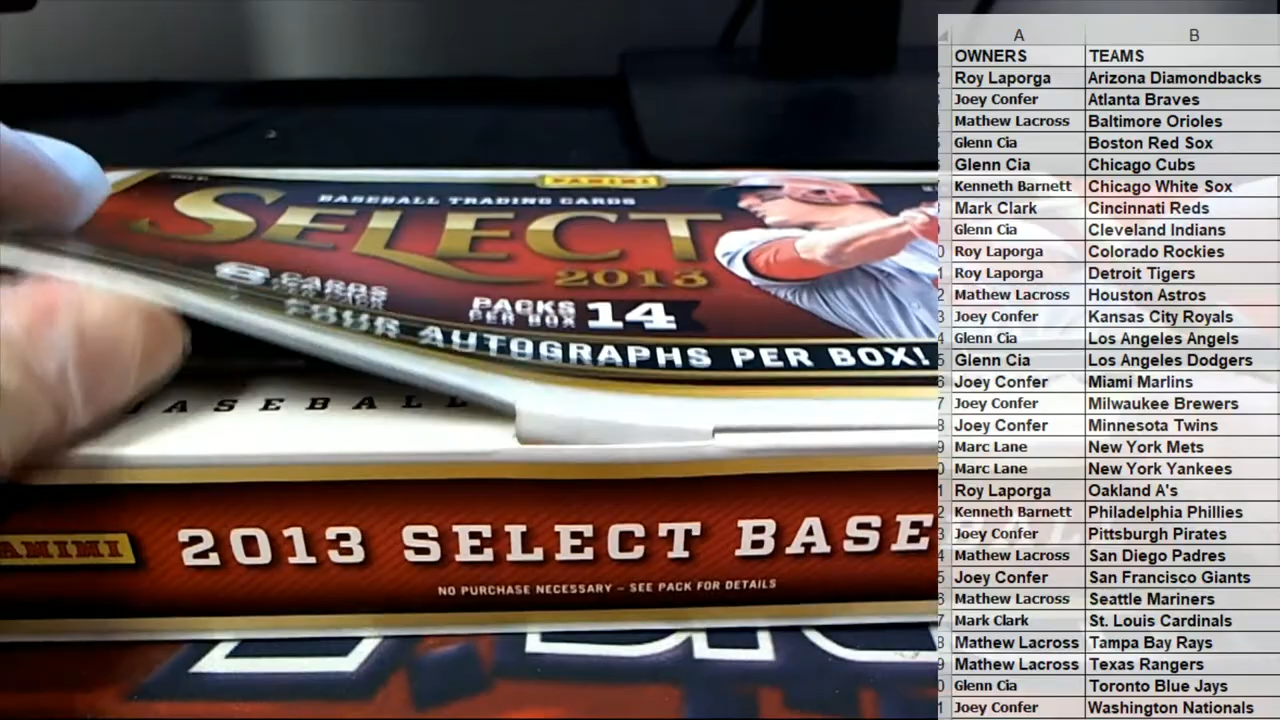 PANINI
BASEBALL TRADING CARDS
SELECT
2013
8 CARDS PER PACK
PACKS PER BOX 14
FOUR AUTOGRAPHS PER BOX!
BASEBALL
PANINI
2013 SELECT BASE
NO PURCHASE NECESSARY – SEE PACK FOR DETAILS
A B
OWNERS TEAMS
Roy Laporga Arizona Diamondbacks
Joey Confer Atlanta Braves
Mathew Lacross Baltimore Orioles
Glenn Cia Boston Red Sox
Glenn Cia Chicago Cubs
Kenneth Barnett Chicago White Sox
Mark Clark Cincinnati Reds
Glenn Cia Cleveland Indians
Roy Laporga Colorado Rockies
Roy Laporga Detroit Tigers
Mathew Lacross Houston Astros
Joey Confer Kansas City Royals
Glenn Cia Los Angeles Angels
Glenn Cia Los Angeles Dodgers
Joey Confer Miami Marlins
Joey Confer Milwaukee Brewers
Joey Confer Minnesota Twins
Marc Lane New York Mets
Marc Lane New York Yankees
Roy Laporga Oakland A's
Kenneth Barnett Philadelphia Phillies
Joey Confer Pittsburgh Pirates
Mathew Lacross San Diego Padres
Joey Confer San Francisco Giants
Mathew Lacross Seattle Mariners
Mark Clark St. Louis Cardinals
Mathew Lacross Tampa Bay Rays
Mathew Lacross Texas Rangers
Glenn Cia Toronto Blue Jays
Joey Confer Washington Nationals